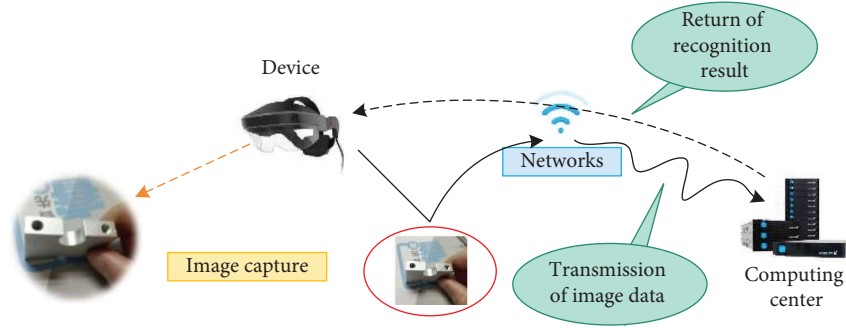 Return of
recognition
result
Device
Networks
Image capture
Transmission
of image data
Computing
center